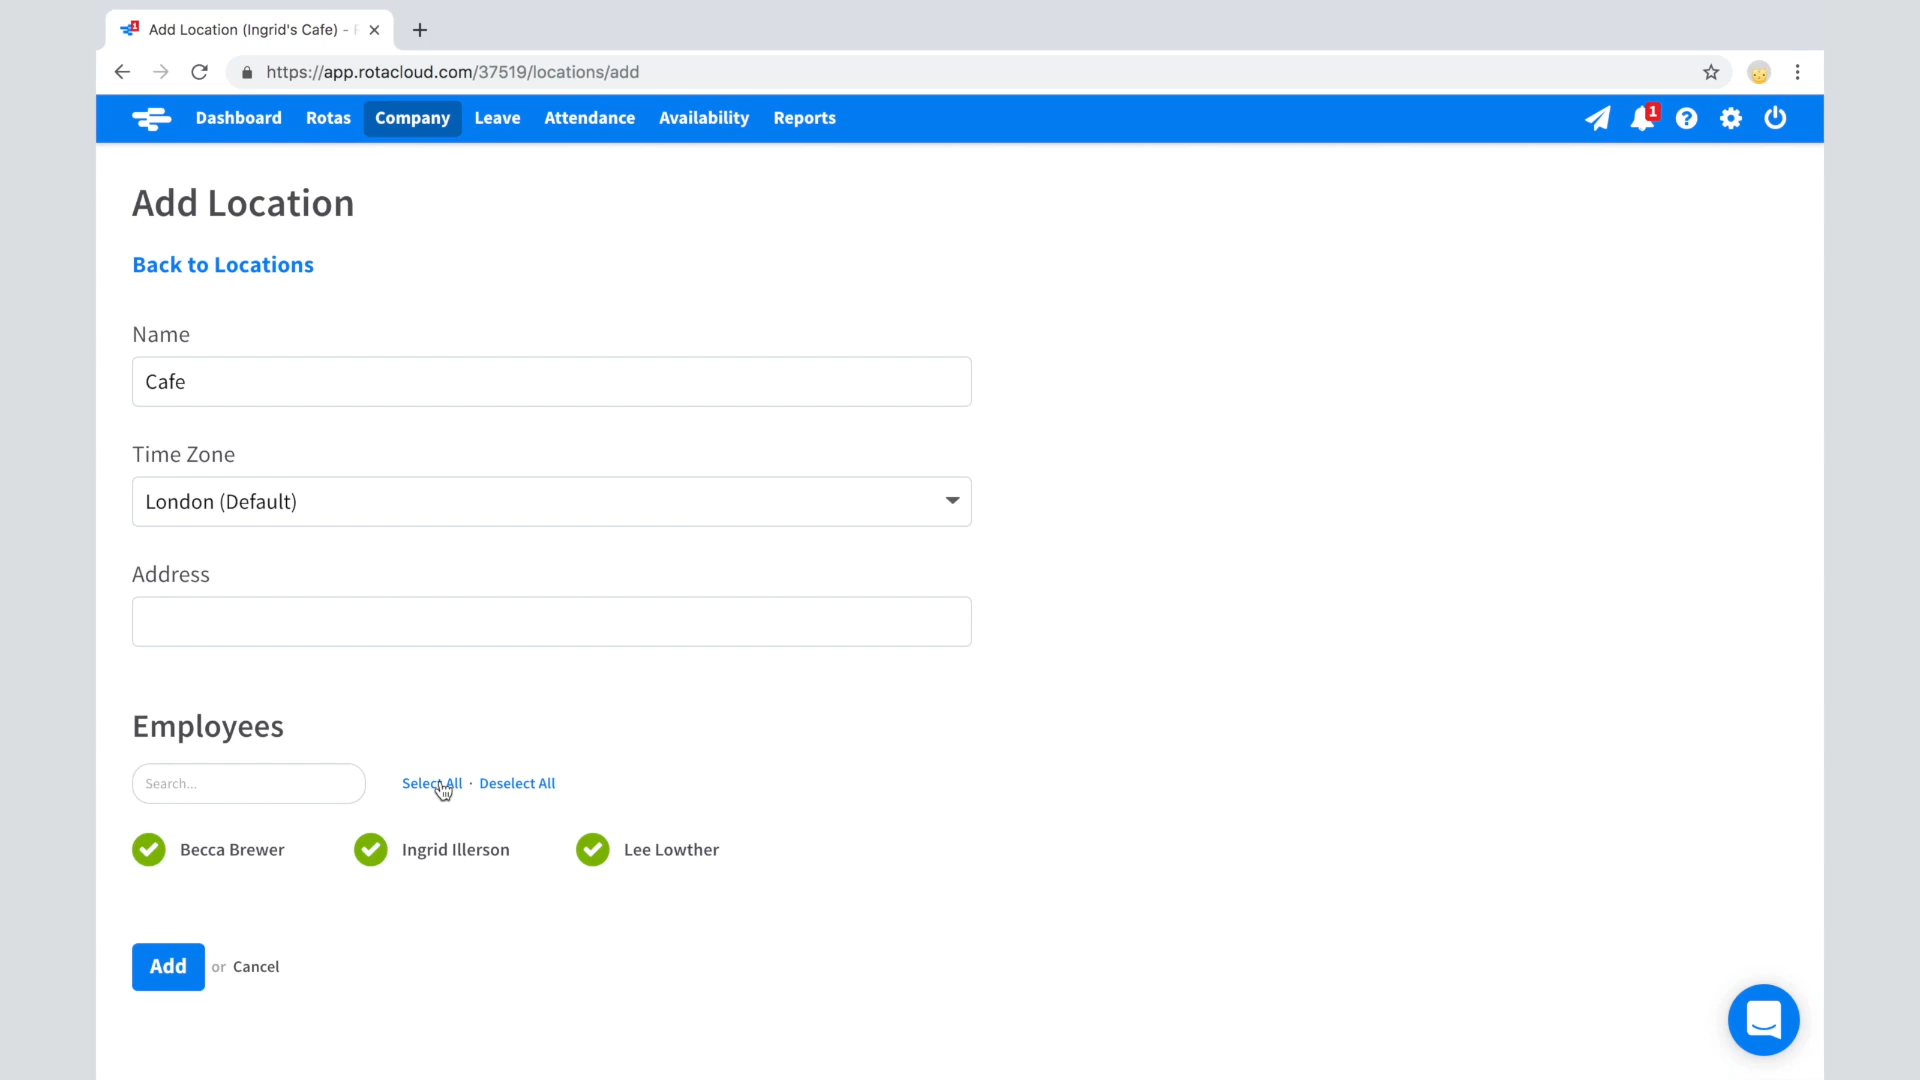 Add Location (Ingrid's Cafe) -
https://app.rotacloud.com/37519/locations/add
Dashboard Rotas Company Leave Attendance Availability Reports 1 ?
Add Location
Back to Locations
Name
Cafe
Time Zone
London (Default)
Address
Employees
Search... Select All · Deselect All
Becca Brewer Ingrid Illerson Lee Lowther
Add or Cancel